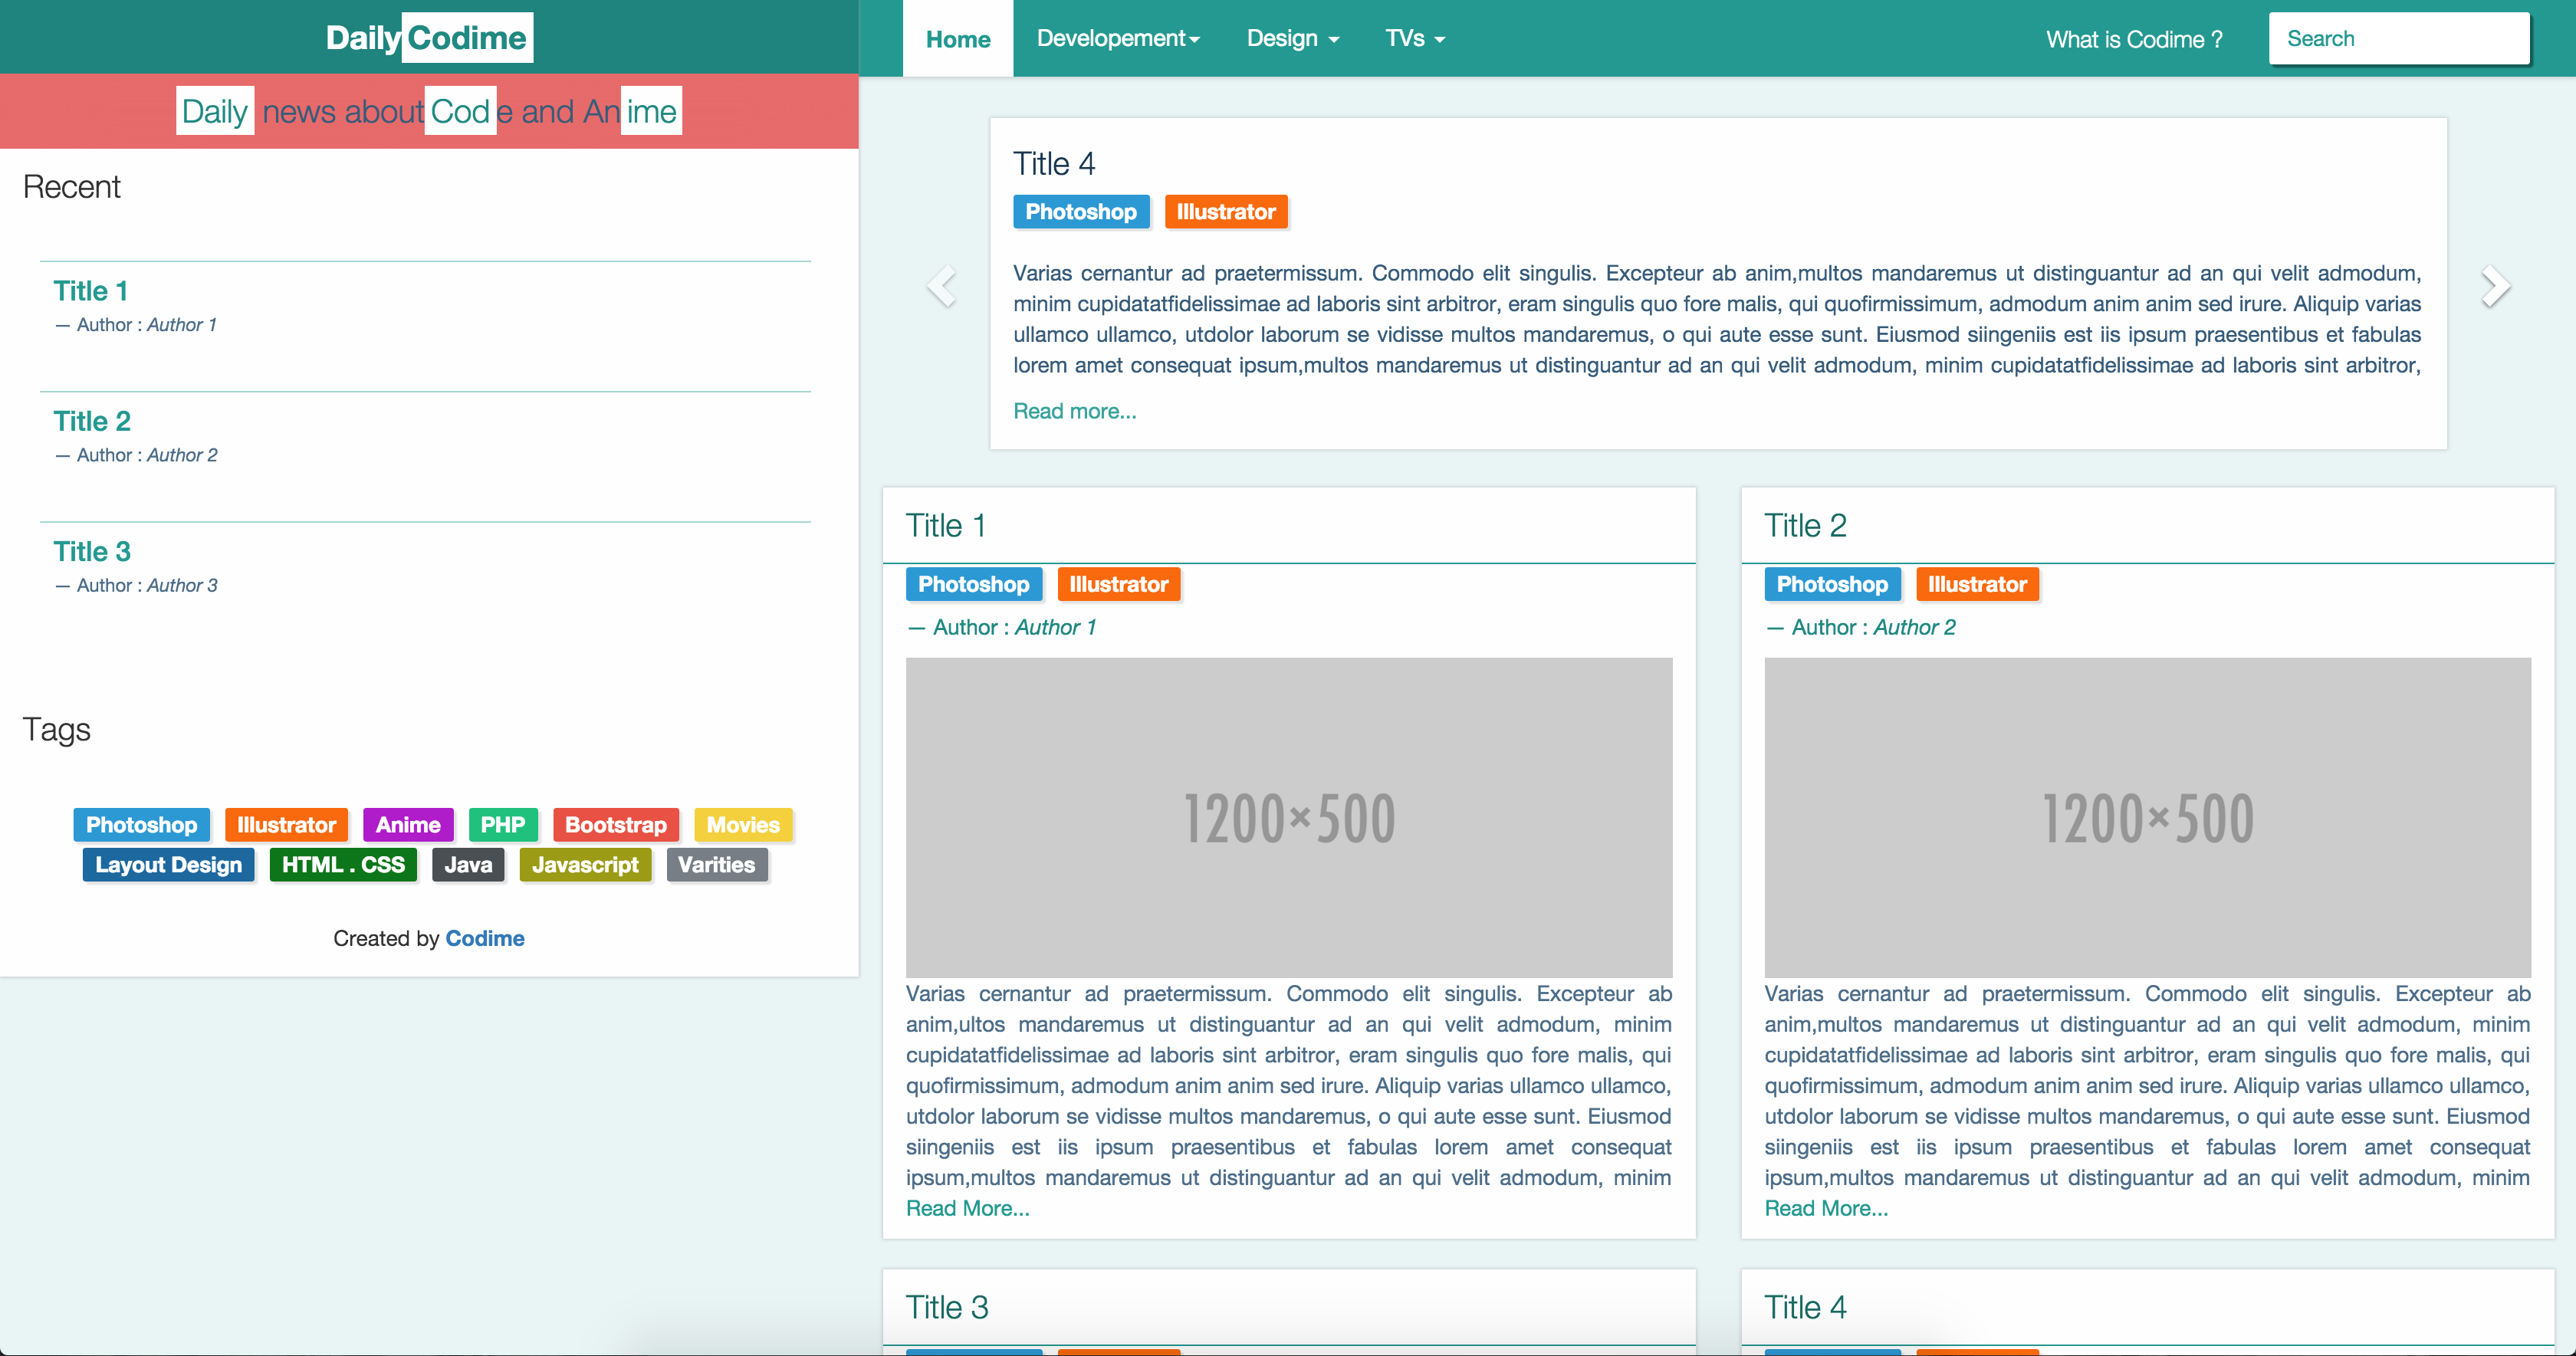 DailyCodime
Daily news about Code and Anime
Recent
Title 1
— Author : Author 1
Title 2
— Author : Author 2
Title 3
— Author : Author 3
Tags
Photoshop Illustrator Anime PHP Bootstrap Movies
Layout Design HTML . CSS Java Javascript Varities
Created by Codime
Home Developement Design TVs What is Codime ? Search
Title 4
Photoshop Illustrator
Varias cernantur ad praetermissum. Commodo elit singulis. Excepteur ab anim,multos mandaremus ut distinguantur ad an qui velit admodum,
minim cupidatatfidelissimae ad laboris sint arbitror, eram singulis quo fore malis, qui quofirmissimum, admodum anim anim sed irure. Aliquip varias
ullamco ullamco, utdolor laborum se vidisse multos mandaremus, o qui aute esse sunt. Eiusmod siingeniis est iis ipsum praesentibus et fabulas
lorem amet consequat ipsum,multos mandaremus ut distinguantur ad an qui velit admodum, minim cupidatatfidelissimae ad laboris sint arbitror,
Read more...
Title 1
Photoshop Illustrator
— Author : Author 1
1200×500
Varias cernantur ad praetermissum. Commodo elit singulis. Excepteur ab
anim,ultos mandaremus ut distinguantur ad an qui velit admodum, minim
cupidatatfidelissimae ad laboris sint arbitror, eram singulis quo fore malis, qui
quofirmissimum, admodum anim anim sed irure. Aliquip varias ullamco ullamco,
utdolor laborum se vidisse multos mandaremus, o qui aute esse sunt. Eiusmod
siingeniis est iis ipsum praesentibus et fabulas lorem amet consequat
ipsum,multos mandaremus ut distinguantur ad an qui velit admodum, minim
Read More...
Title 2
Photoshop Illustrator
— Author : Author 2
1200×500
Varias cernantur ad praetermissum. Commodo elit singulis. Excepteur ab
anim,multos mandaremus ut distinguantur ad an qui velit admodum, minim
cupidatatfidelissimae ad laboris sint arbitror, eram singulis quo fore malis, qui
quofirmissimum, admodum anim anim sed irure. Aliquip varias ullamco ullamco,
utdolor laborum se vidisse multos mandaremus, o qui aute esse sunt. Eiusmod
siingeniis est iis ipsum praesentibus et fabulas lorem amet consequat
ipsum,multos mandaremus ut distinguantur ad an qui velit admodum, minim
Read More...
Title 3
Title 4